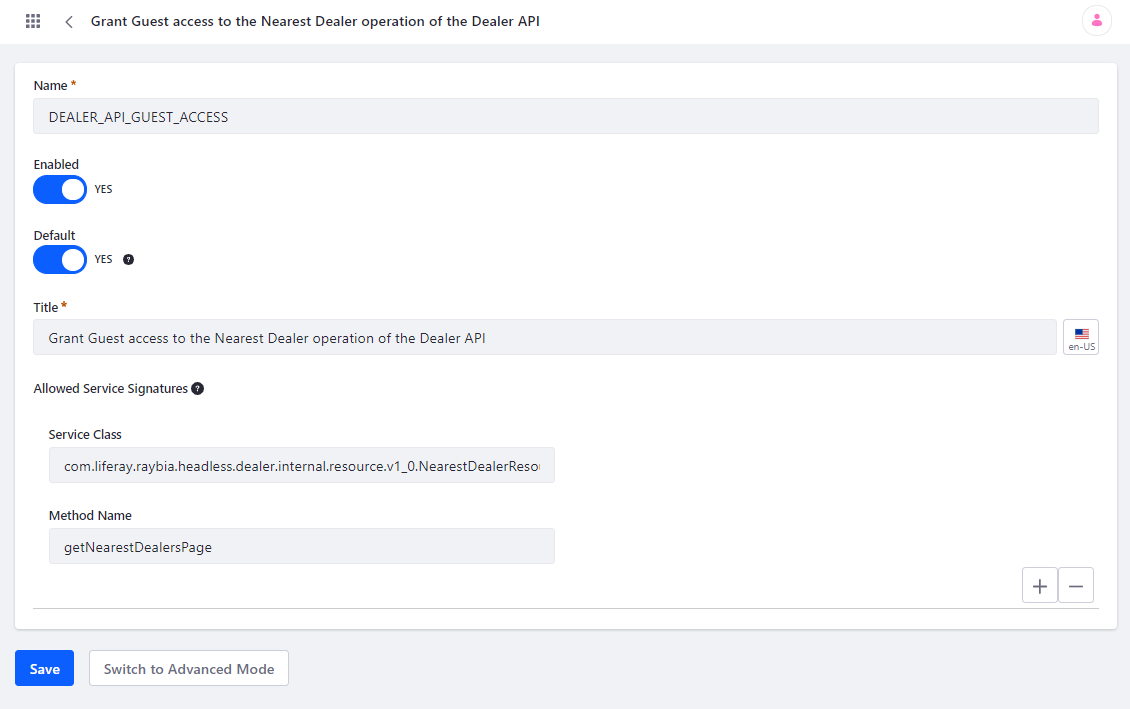 Grant Guest access to the Nearest Dealer operation of the Dealer API
Name *
DEALER_API_GUEST_ACCESS
Enabled
YES
Default
YES ?
Title *
Grant Guest access to the Nearest Dealer operation of the Dealer API
en-US
Allowed Service Signatures ?
Service Class
com.liferay.raybia.headless.dealer.internal.resource.v1_0.NearestDealerReso
Method Name
getNearestDealersPage
Save
Switch to Advanced Mode